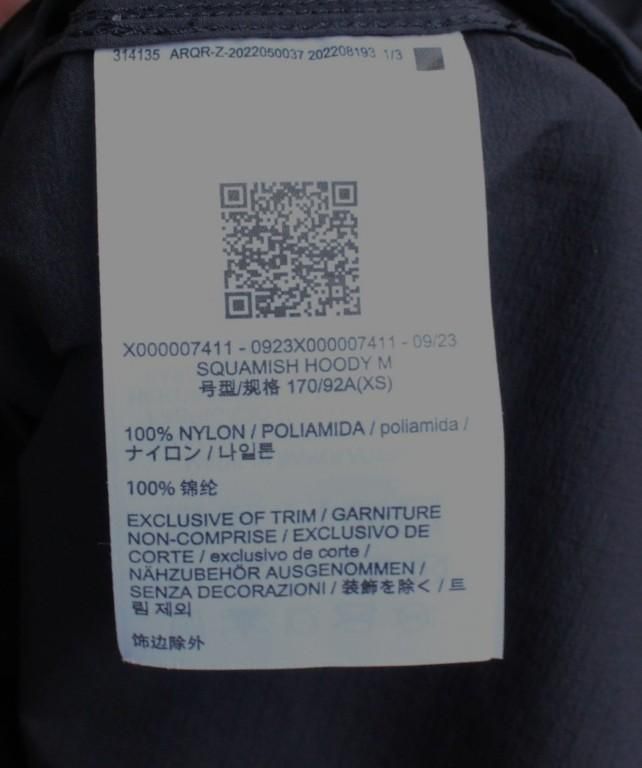 314135 ARQR-Z-2022050037 202208193 1/3
X000007411 - 0923X000007411 - 09/23
SQUAMISH HOODY M
号型/规格 170/92A(XS)
100% NYLON / POLIAMIDA / poliamida /
ナイロン / 나일론
100% 锦纶
EXCLUSIVE OF TRIM / GARNITURE
NON-COMPRISE / EXCLUSIVO DE
CORTE / exclusivo de corte /
NÄHZUBEHÖR AUSGENOMMEN /
SENZA DECORAZIONI / 装飾を除く / 트
림 제외
饰边除外